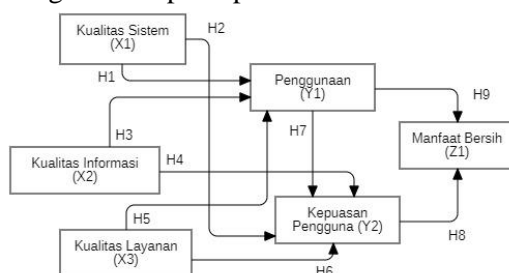 Kualitas Sistem
(X1)
H2
H1
Penggunaan
(Y1)
H9
H3
H7
Manfaat Bersih
(Z1)
Kualitas Informasi
(X2)
H4
H5
Kepuasan
Pengguna (Y2)
H8
Kualitas Layanan
(X3)
H6